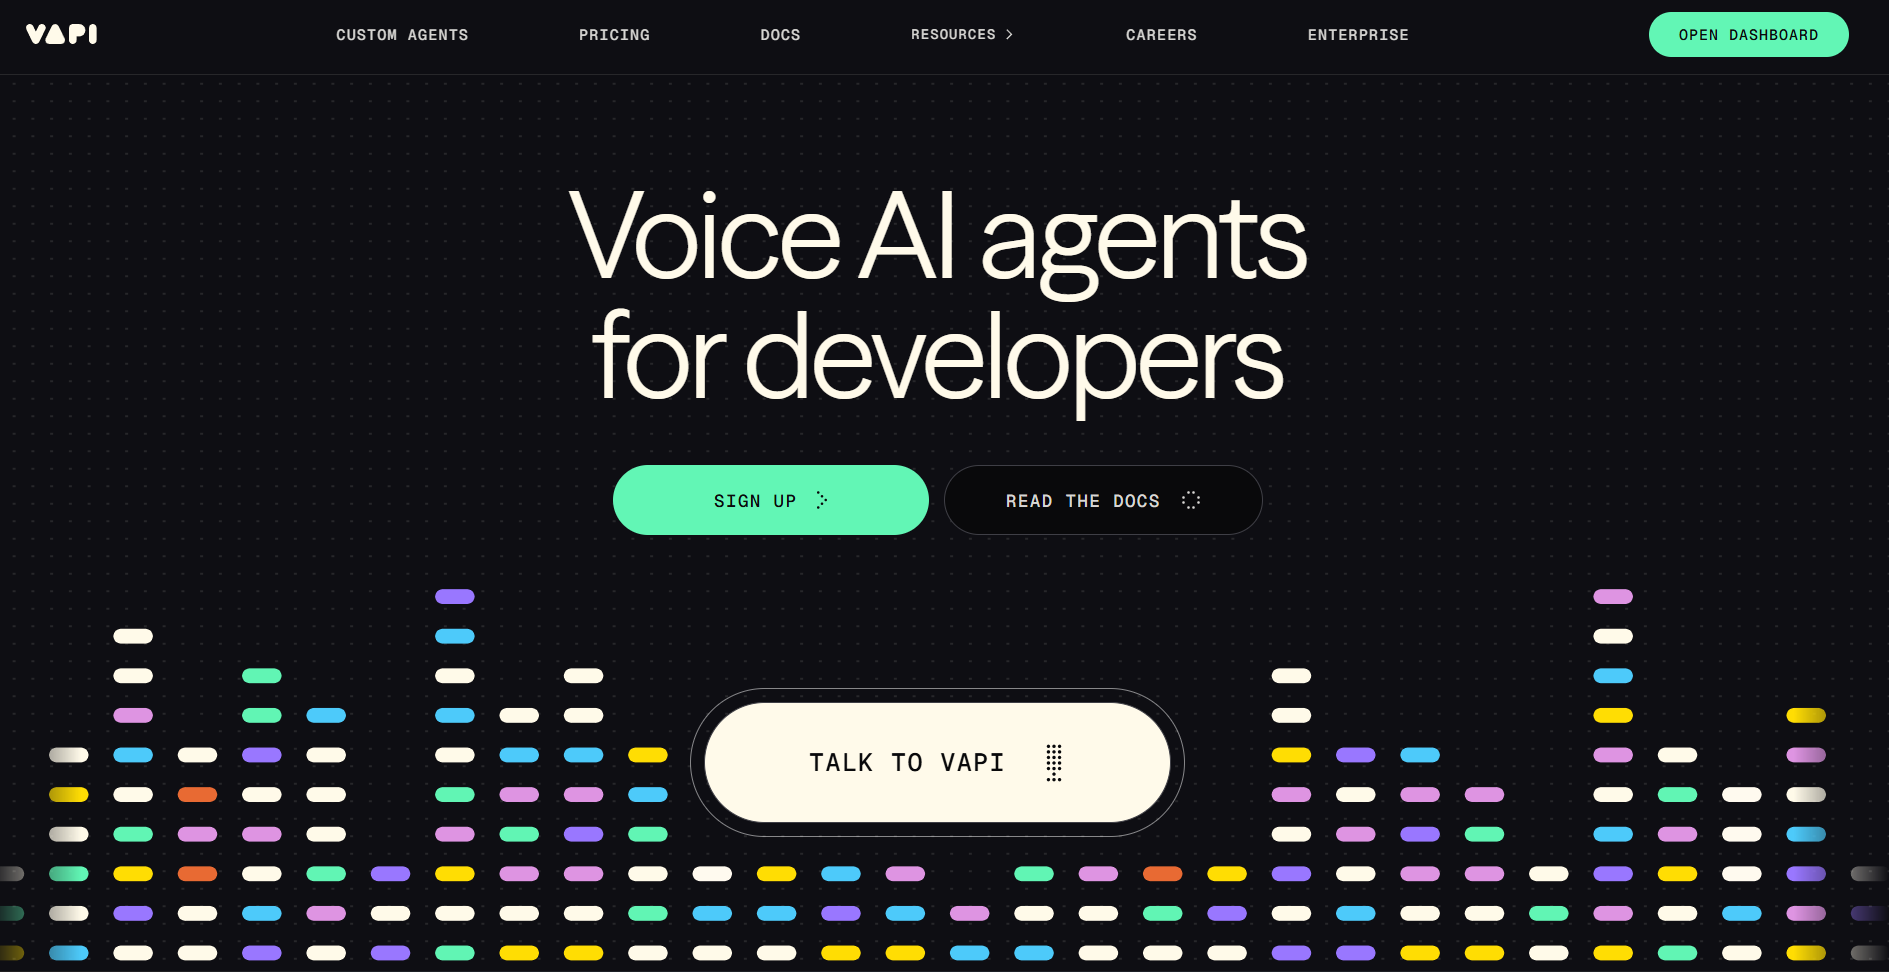 VAPI
CUSTOM AGENTS
PRICING
DOCS
RESOURCES
CAREERS
ENTERPRISE
OPEN DASHBOARD
Voice AI agents
for developers
SIGN UP
READ THE DOCS
TALK TO VAPI